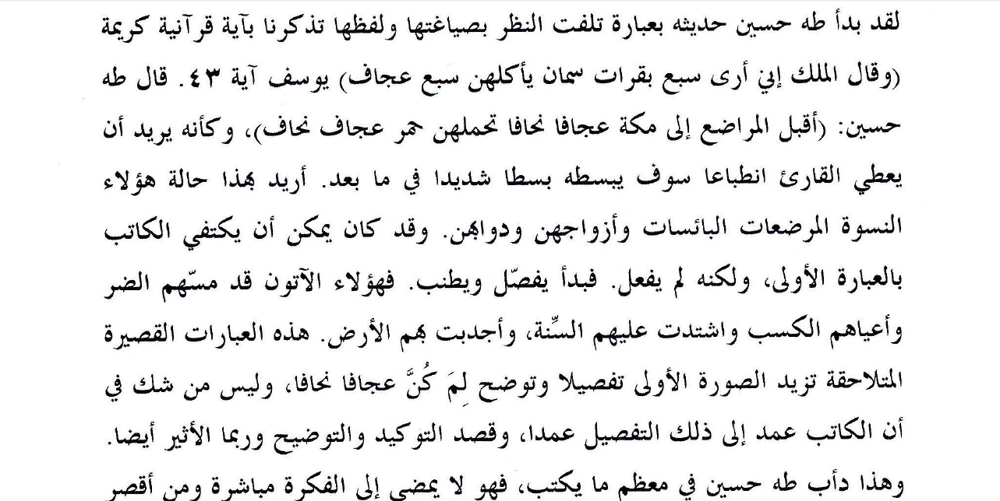 لقد بدأ طه حسين حديثه بعبارة تلفت النظر بصياغتها ولفظها تذكرنا بآية قرآنية كريمة
(وقال الملك إني أرى سبع بقرات سمان يأكلهن سبع عجاف) يوسف آية ٤٣. قال طه
حسين: (أقبل المراضع إلى مكة عجافا نحافا تحملهن حمر عجاف نحاف)، وكأنه يريد أن
يعطي القارئ انطباعا سوف يبسطه بسطا شديدا في ما بعد. أريد بهذا حالة هؤلاء
النسوة المرضعات البائسات وأزواجهن ودوابهن. وقد كان يمكن أن يكتفي الكاتب
بالعبارة الأولى، ولكنه لم يفعل. فبدأ يفصّل ويطنب. فهؤلاء الآتون قد مسّهم الضر
وأعياهم الكسب واشتدت عليهم السِّنة، وأجدبت بهم الأرض. هذه العبارات القصيرة
المتلاحقة تزيد الصورة الأولى تفصيلا وتوضح لِمَ كُنَّ عجافا نحافا، وليس من شك في
أن الكاتب عمد إلى ذلك التفصيل عمدا، وقصد التوكيد والتوضيح وربما الأثير أيضا.
وهذا دأب طه حسين في معظم ما يكتب، فهو لا يمضي إلى الفكرة مباشرة ومن أقصر